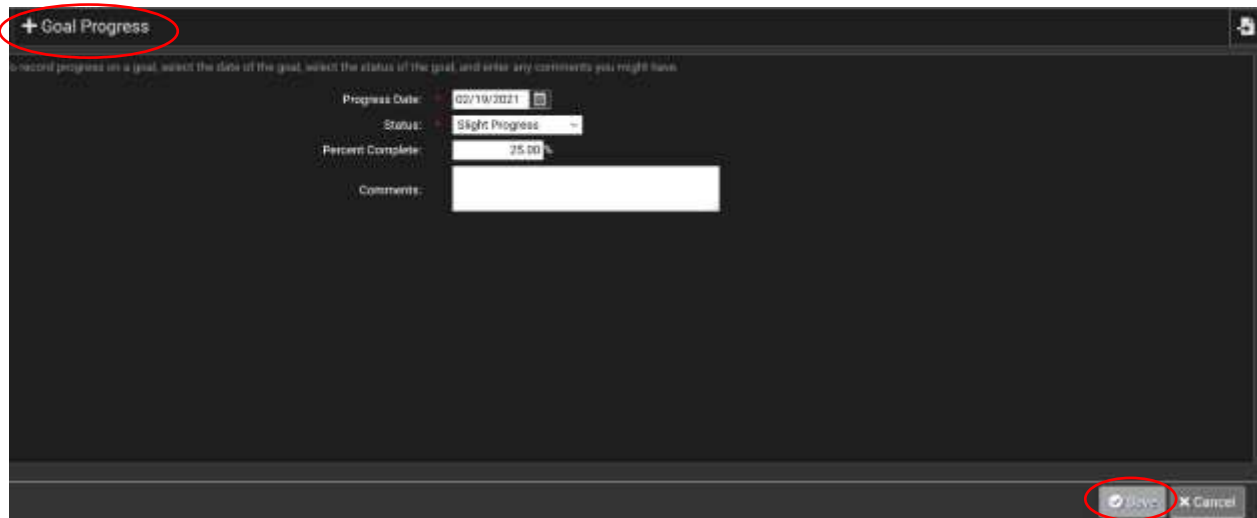 + Goal Progress
o record progress on a goal, select the date of the goal, select the status of the goal, and enter any comments you might have
Progress Date: * 02/19/2021
Status: * Slight Progress
Percent Complete: 25.00 %
Comments:
Save × Cancel